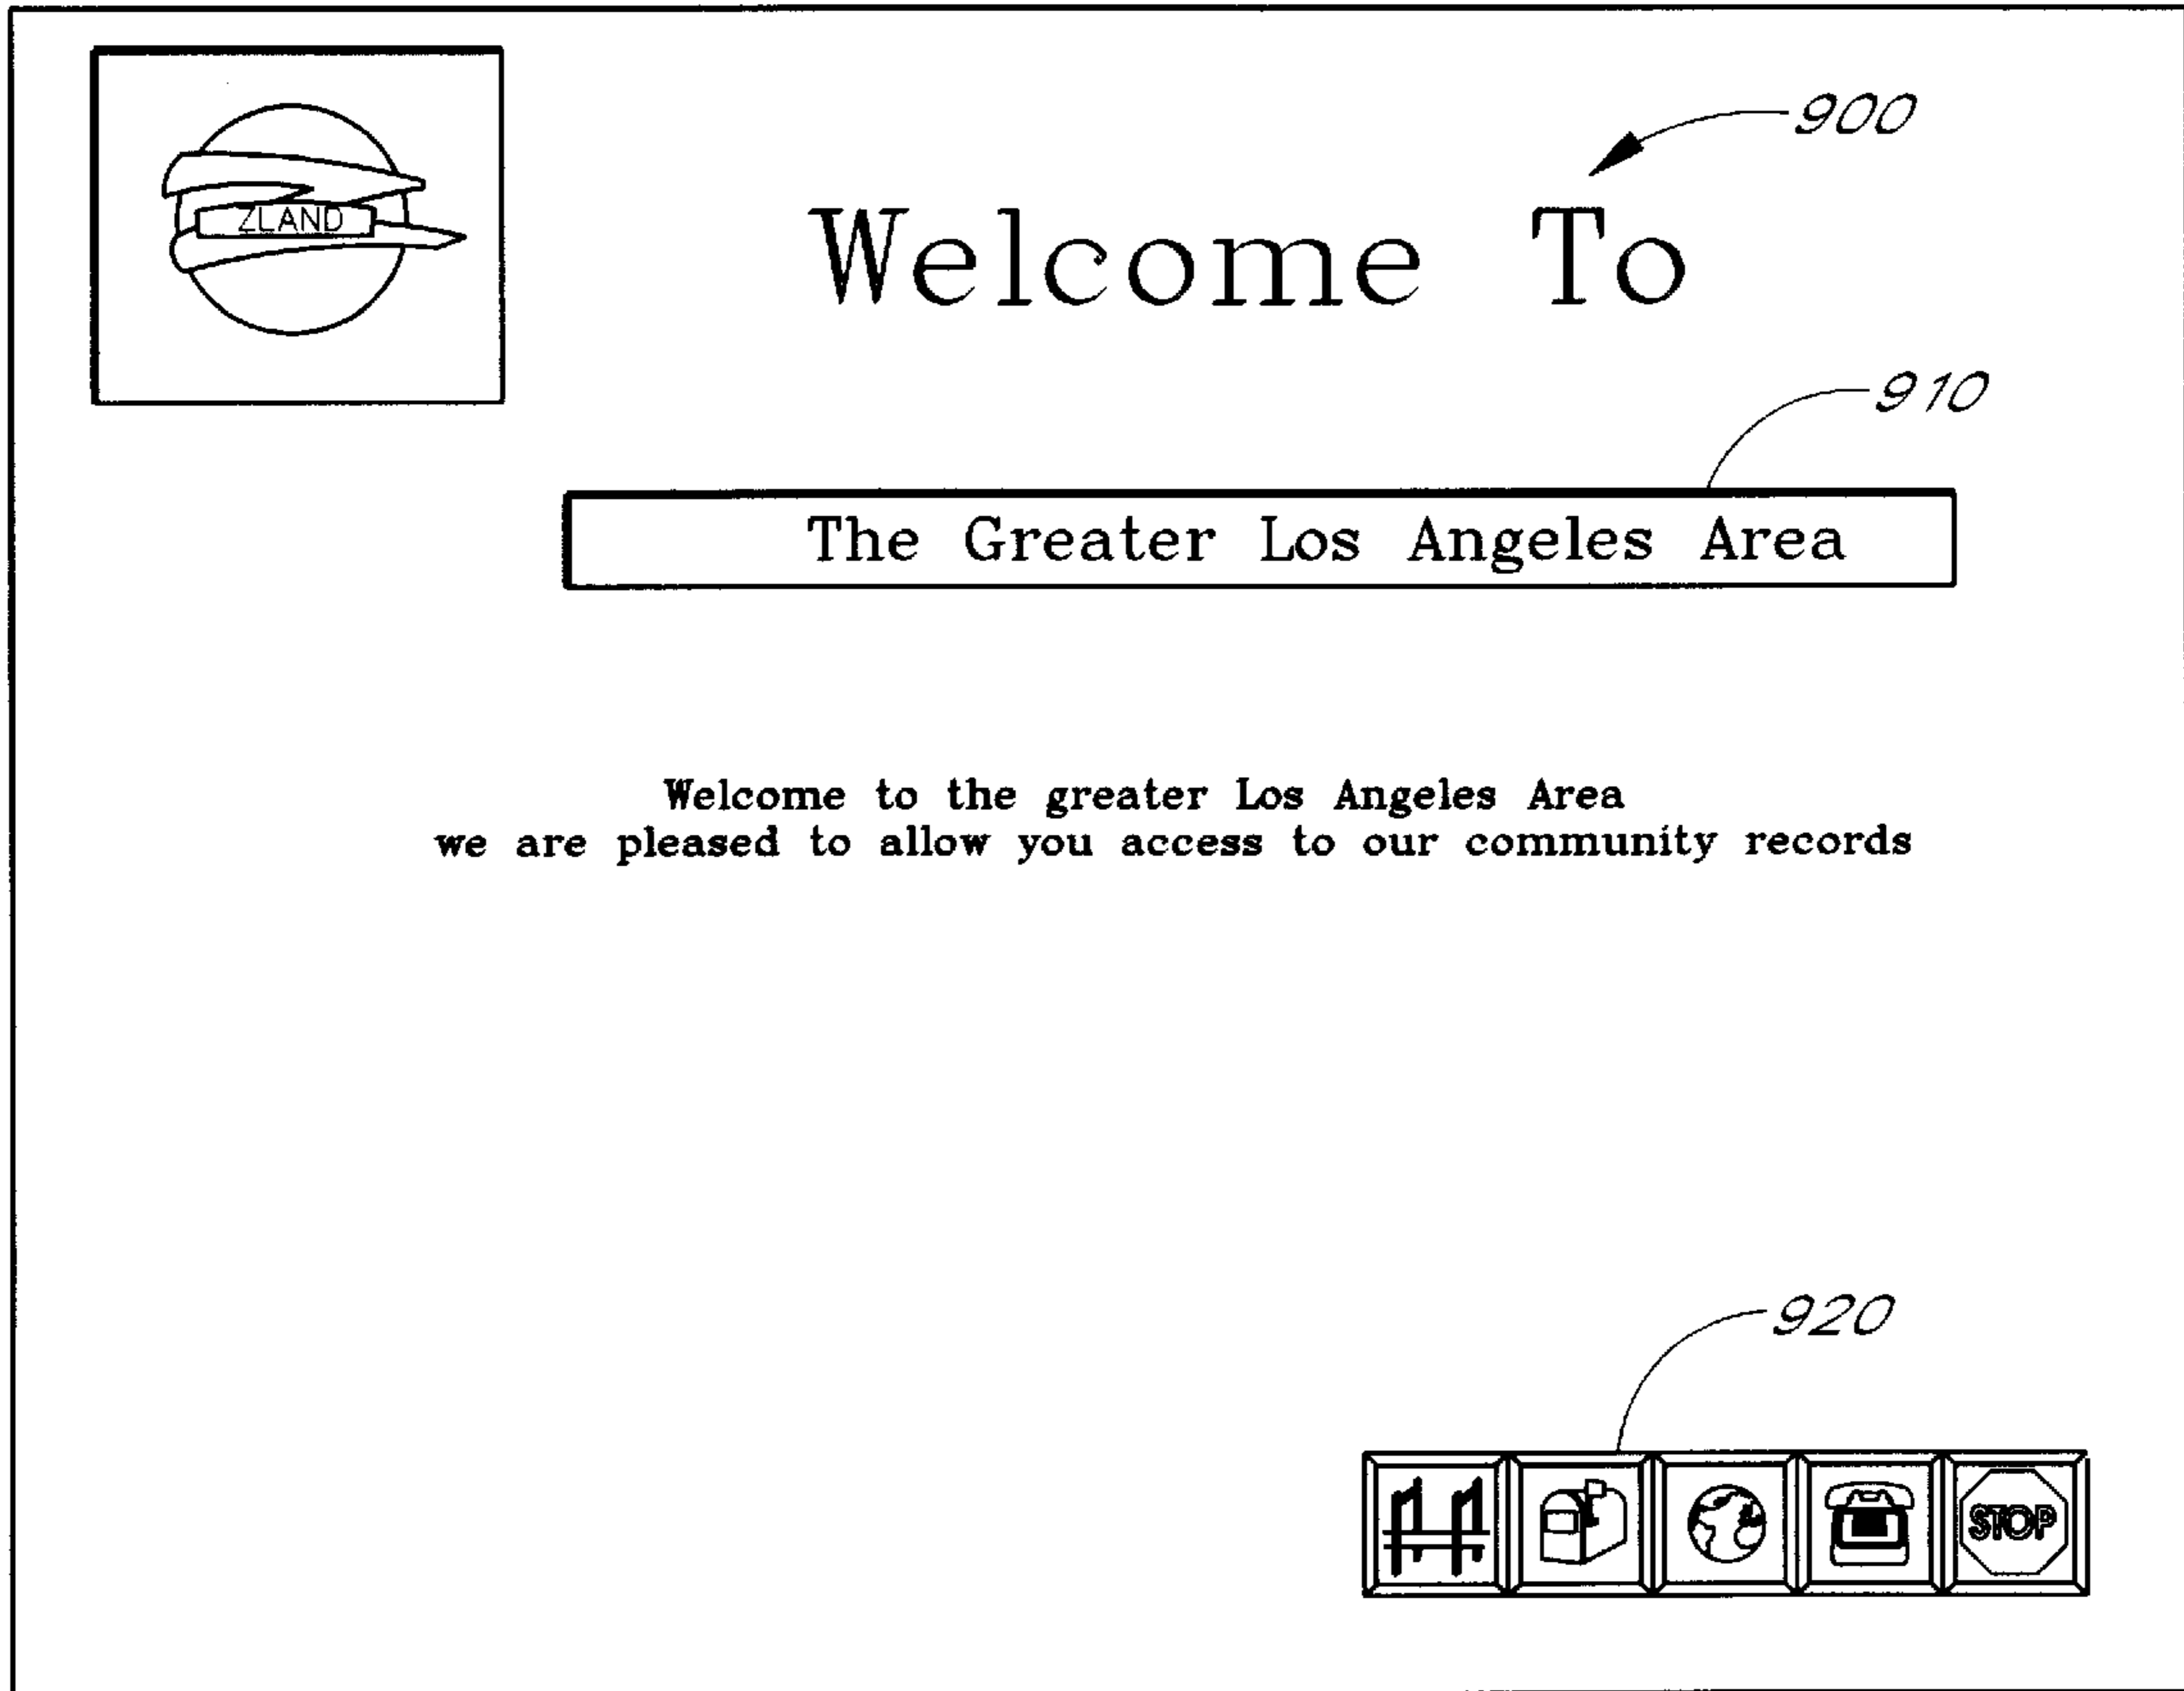 900
ZLAND
Welcome To
910
The Greater Los Angeles Area
Welcome to the greater Los Angeles Area
we are pleased to allow you access to our community records
920
STOP